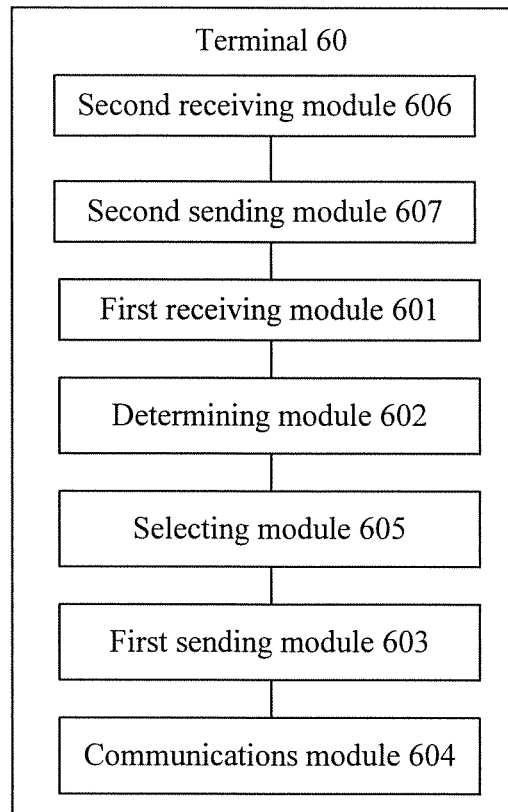 Terminal 60
Second receiving module 606
Second sending module 607
First receiving module 601
Determining module 602
Selecting module 605
First sending module 603
Communications module 604